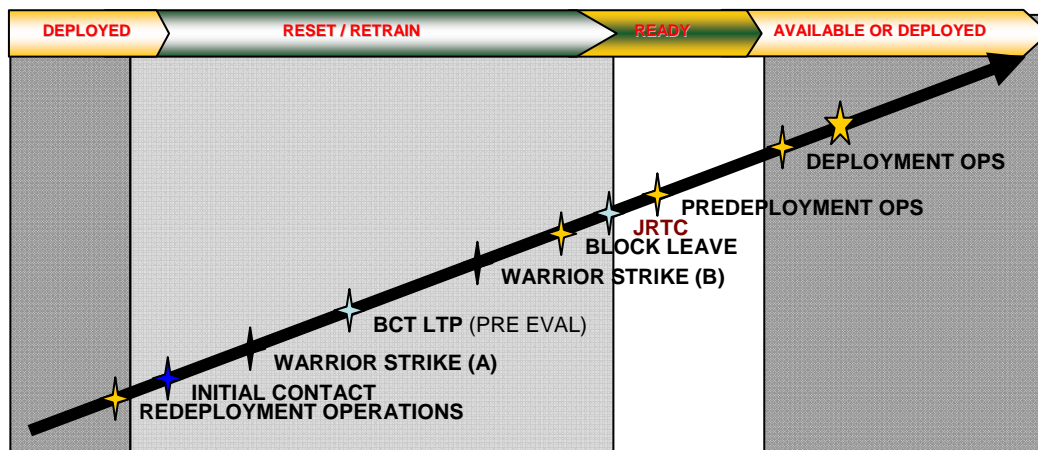 DEPLOYED RESET / RETRAIN READY AVAILABLE OR DEPLOYED
DEPLOYMENT OPS
PREDEPLOYMENT OPS
JRTC
BLOCK LEAVE
WARRIOR STRIKE (B)
BCT LTP (PRE EVAL)
WARRIOR STRIKE (A)
INITIAL CONTACT
REDEPLOYMENT OPERATIONS